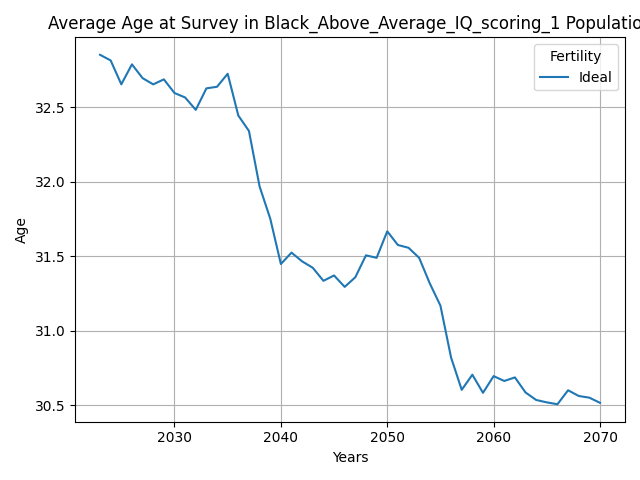 Average Age at Survey in Black_Above_Average_IQ_scoring_1 Populatio
Fertility
Ideal
Age
32.5
32.0
31.5
31.0
30.5
2030 2040 2050 2060 2070
Years